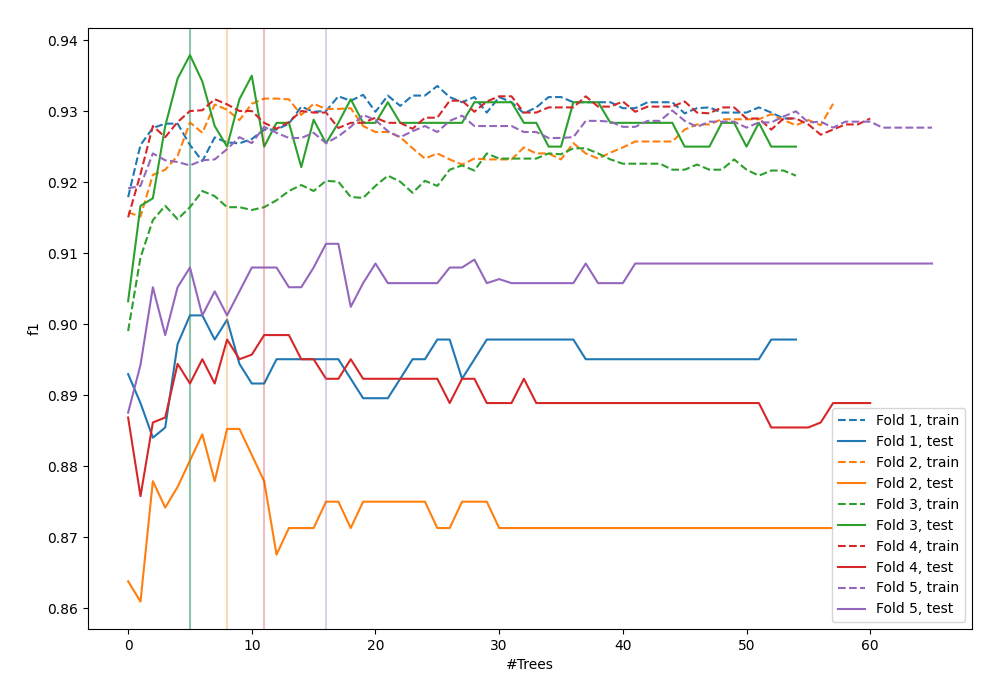 0.94
0.93
0.92
0.91
0.90
0.89
0.88
0.87
0.86
f1
0 10 20 30 40 50 60
#Trees
Fold 1, train
Fold 1, test
Fold 2, train
Fold 2, test
Fold 3, train
Fold 3, test
Fold 4, train
Fold 4, test
Fold 5, train
Fold 5, test